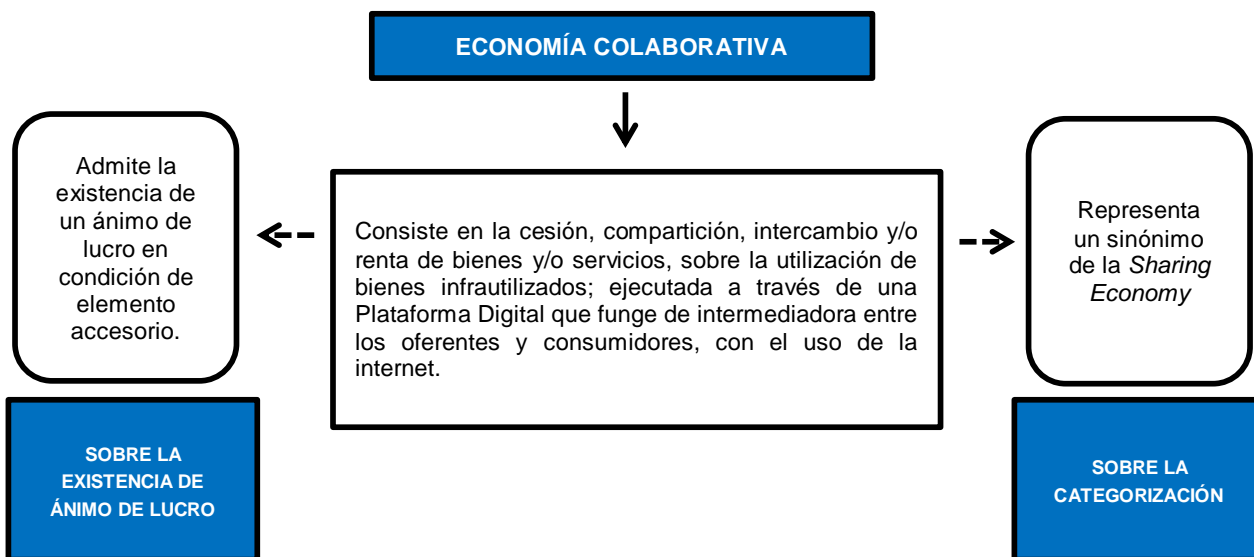 ECONOMÍA COLABORATIVA
Admite la
existencia de
un ánimo de
lucro en
condición de
elemento
accesorio.
Consiste en la cesión, compartición, intercambio y/o
renta de bienes y/o servicios, sobre la utilización de
bienes infrautilizados; ejecutada a través de una
Plataforma Digital que funge de intermediadora entre
los oferentes y consumidores, con el uso de la
internet.
Representa
un sinónimo
de la Sharing
Economy
SOBRE LA
EXISTENCIA DE
ÁNIMO DE LUCRO
SOBRE LA
CATEGORIZACIÓN